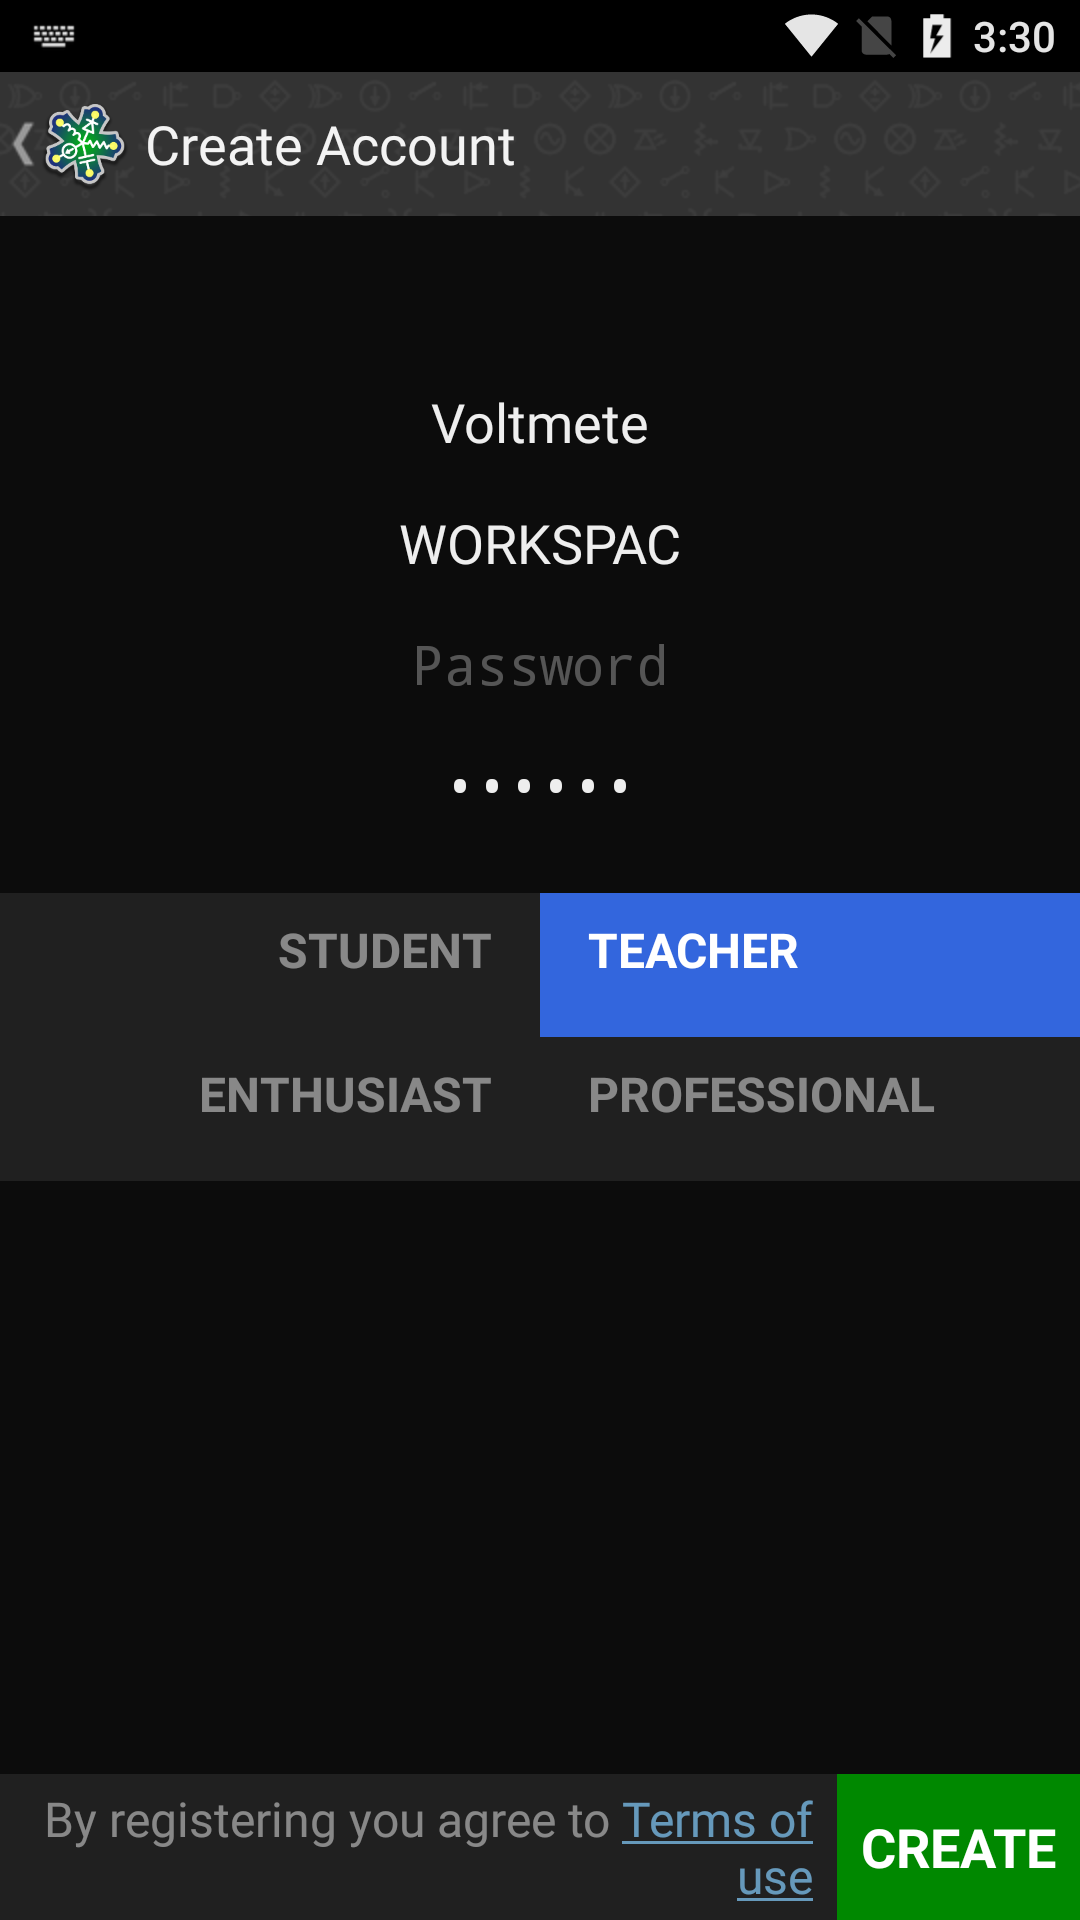 3:30
Create Account
Voltmete
WORKSPAC
Password
••••••
STUDENT
TEACHER
ENTHUSIAST
PROFESSIONAL
By registering you agree to Terms of
use
CREATE